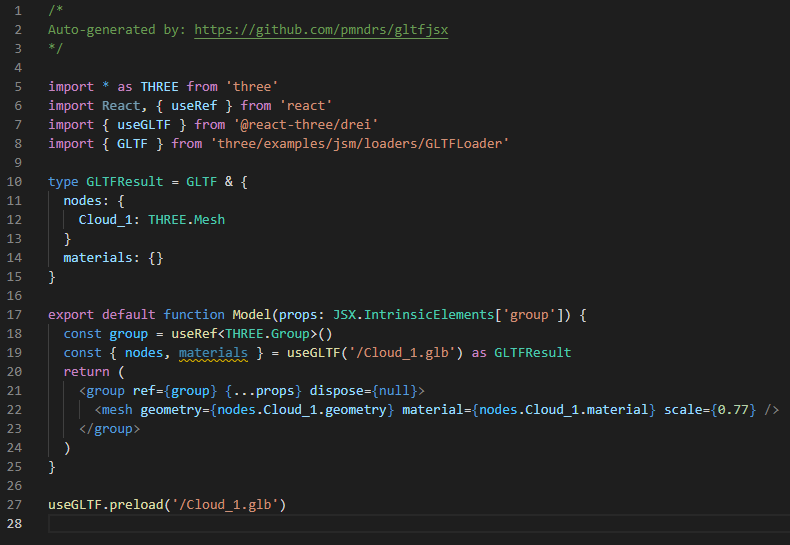 1 /*
2 Auto-generated by: https://github.com/pmndrs/gltfjsx
3 */
4
5 import * as THREE from 'three'
6 import React, { useRef } from 'react'
7 import { useGLTF } from '@react-three/drei'
8 import { GLTF } from 'three/examples/jsm/loaders/GLTFLoader'
9
10 type GLTFResult = GLTF & {
11   nodes: {
12     Cloud_1: THREE.Mesh
13   }
14   materials: {}
15 }
16
17 export default function Model(props: JSX.IntrinsicElements['group']) {
18   const group = useRef<THREE.Group>()
19   const { nodes, materials } = useGLTF('/Cloud_1.glb') as GLTFResult
20   return (
21     <group ref={group} {...props} dispose={null}>
22       <mesh geometry={nodes.Cloud_1.geometry} material={nodes.Cloud_1.material} scale={0.77} />
23     </group>
24   )
25 }
26
27 useGLTF.preload('/Cloud_1.glb')
28